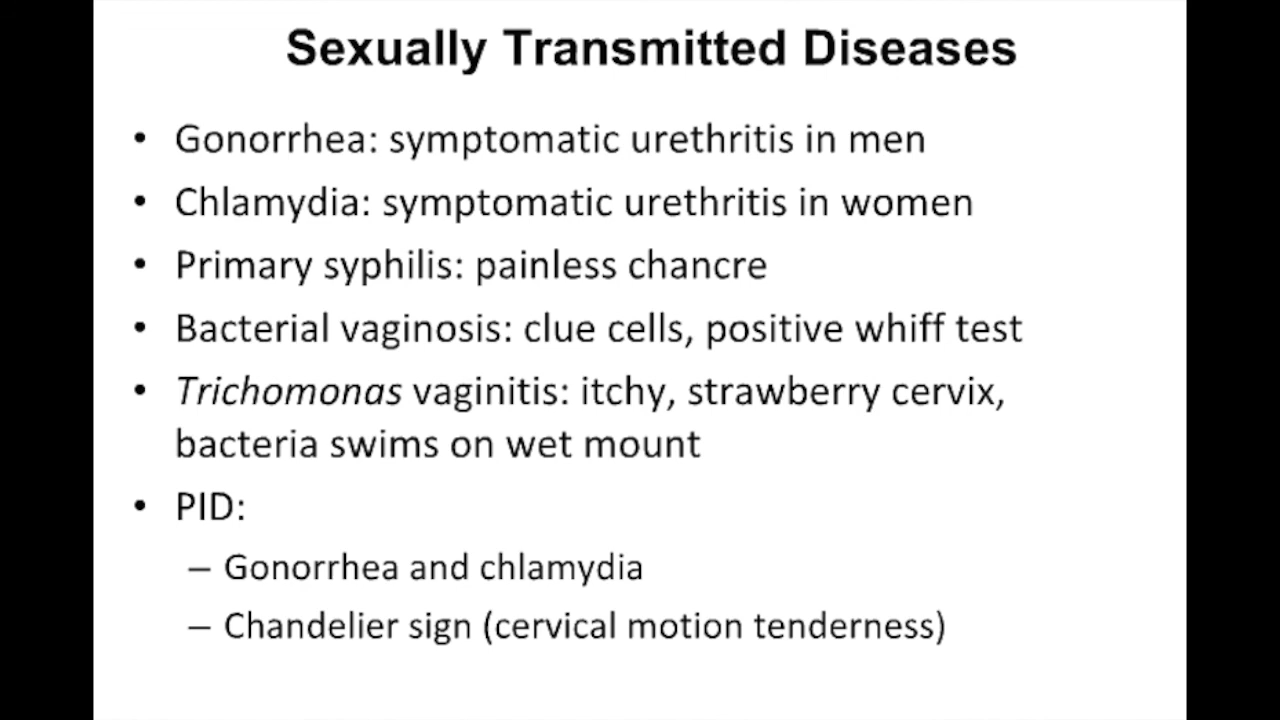 Sexually Transmitted Diseases
• Gonorrhea: symptomatic urethritis in men
• Chlamydia: symptomatic urethritis in women
• Primary syphilis: painless chancre
• Bacterial vaginosis: clue cells, positive whiff test
• Trichomonas vaginitis: itchy, strawberry cervix,
bacteria swims on wet mount
• PID:
– Gonorrhea and chlamydia
– Chandelier sign (cervical motion tenderness)